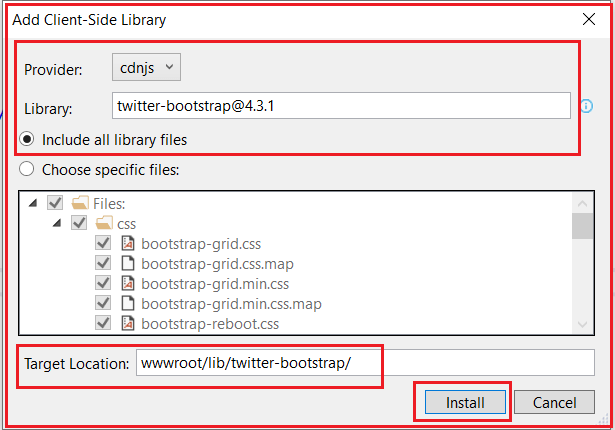 Add Client-Side Library
Provider: cdnjs
Library: twitter-bootstrap@4.3.1
Include all library files
Choose specific files:
Files:
css
bootstrap-grid.css
bootstrap-grid.css.map
bootstrap-grid.min.css
bootstrap-grid.min.css.map
bootstrap-reboot.css
Target Location: wwwroot/lib/twitter-bootstrap/
Install Cancel